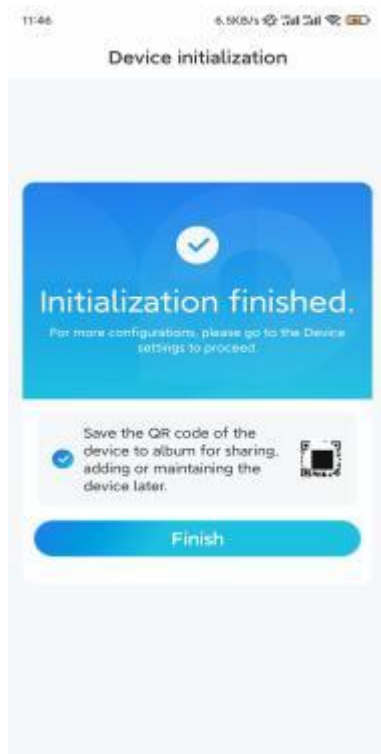 11:46 6.5KB/s
Device initialization
Initialization finished.
For more configurations, please go to the Device
settings to proceed.
Save the QR code of the
device to album for sharing,
adding or maintaining the
device later.
Finish